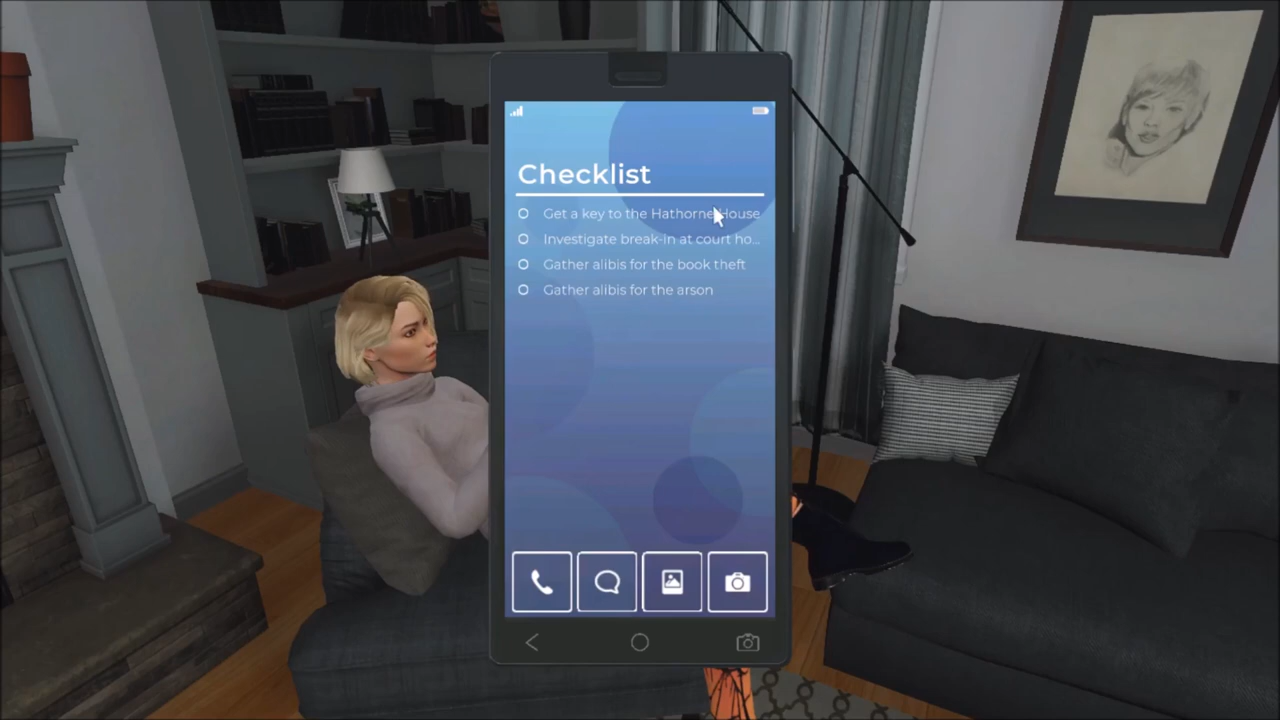 Checklist
Get a key to the Hathorne House
Investigate break-in at court ho...
Gather alibis for the book theft
Gather alibis for the arson